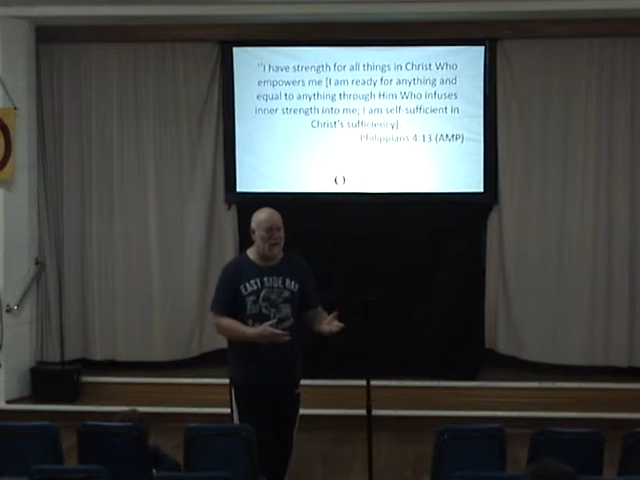 "I have strength for all things in Christ Who
empowers me [I am ready for anything and
equal to anything through Him Who infuses
inner strength into me; I am self-sufficient in
Christ's sufficiency].
Philippians 4:13 (AMP)
EAST SIDE